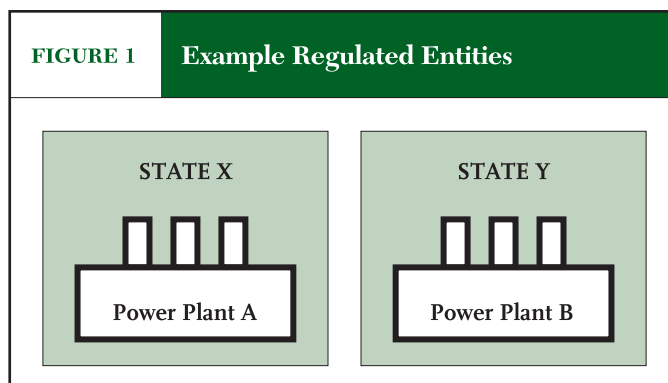 FIGURE 1
Example Regulated Entities
STATE X
Power Plant A
STATE Y
Power Plant B